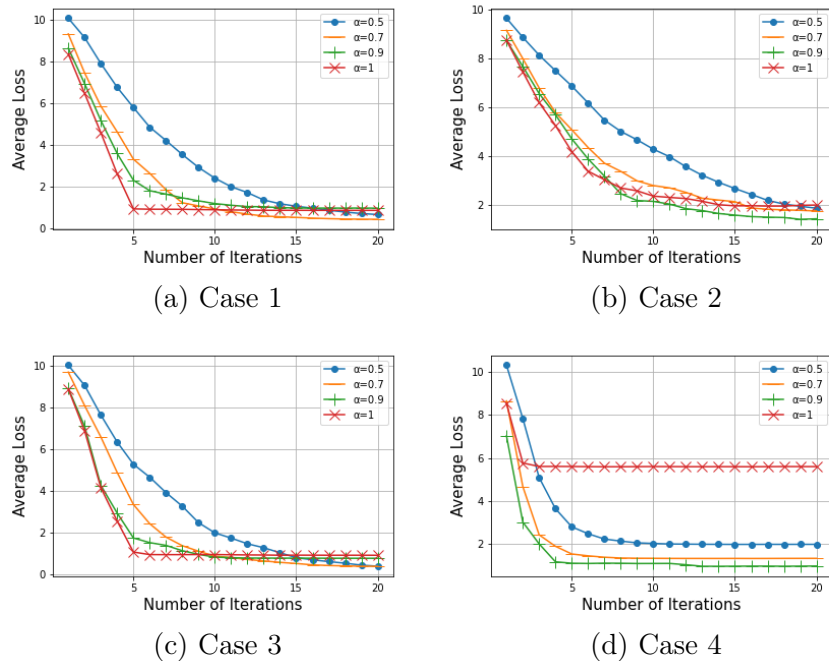 α=0.5
α=0.7
α=0.9
α=1
10
8
6
4
2
0
5
10
15
20
Average Loss
Number of Iterations
(a) Case 1
α=0.5
α=0.7
α=0.9
α=1
10
8
6
4
2
5
10
15
20
Average Loss
Number of Iterations
(b) Case 2
α=0.5
α=0.7
α=0.9
α=1
10
8
6
4
2
0
5
10
15
20
Average Loss
Number of Iterations
(c) Case 3
α=0.5
α=0.7
α=0.9
α=1
10
8
6
4
2
5
10
15
20
Average Loss
Number of Iterations
(d) Case 4